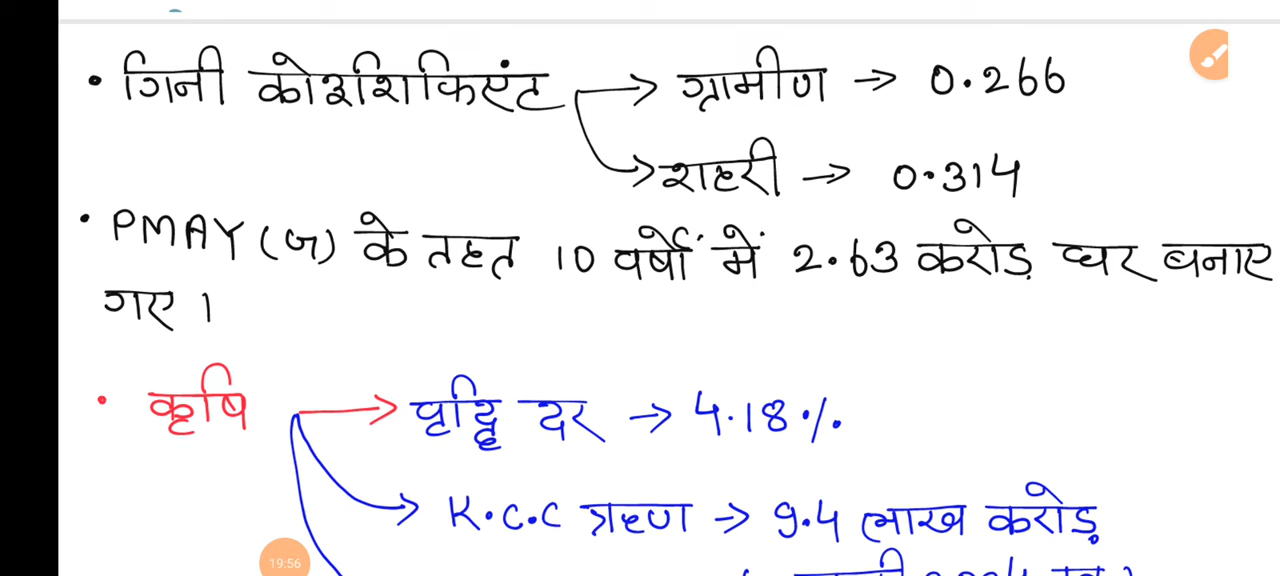 • गिनी कोइशिकिएंट → ग्रामीण → 0.266
→ शहरी → 0.314
• PMAY (ज) के तहत 10 वर्षों में 2.63 करोड़ घर बनाए
गए ।
• कृषि → वृद्धि दर → 4.18%
→ K.C.C ऋण → 9.4 लाख करोड़
19:56